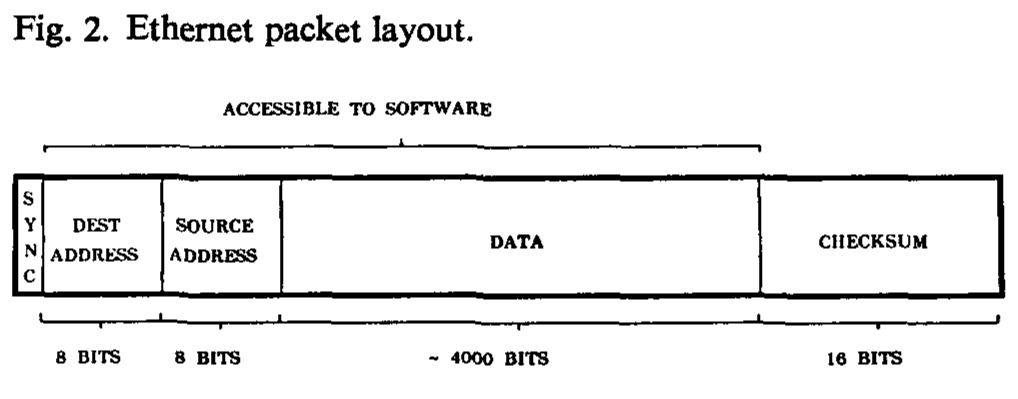 Fig. 2. Ethernet packet layout.
ACCESSIBLE TO SOFTWARE
SYNC
DEST
ADDRESS
SOURCE
ADDRESS
DATA
CHECKSUM
8 BITS
8 BITS
~ 4000 BITS
16 BITS